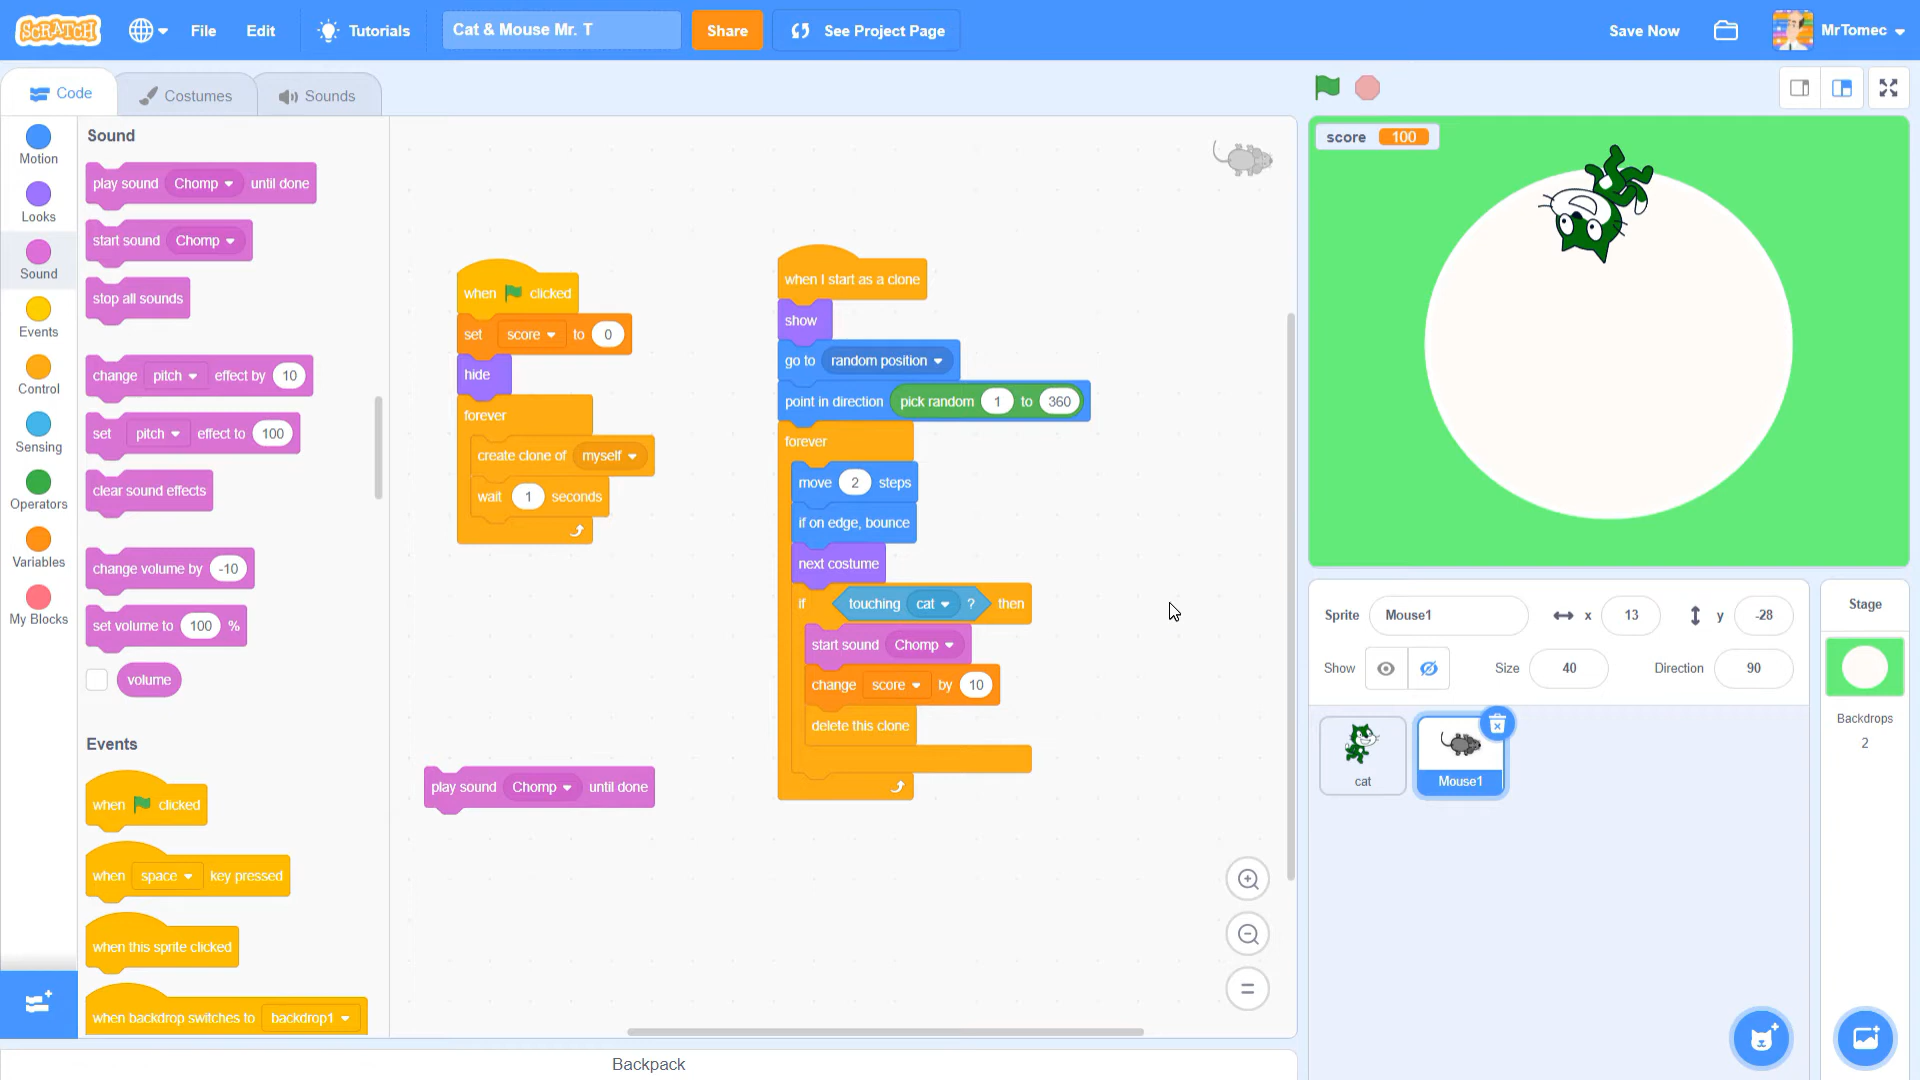 SCRATCH File Edit Tutorials Cat & Mouse Mr. T Share See Project Page Save Now MrTomec
Code Costumes Sounds
Motion
Looks
Sound
Events
Control
Sensing
Operators
Variables
My Blocks
Sound
play sound Chomp until done
start sound Chomp
stop all sounds
change pitch effect by 10
set pitch effect to 100
clear sound effects
change volume by -10
set volume to 100 %
volume
Events
when clicked
when space key pressed
when this sprite clicked
when backdrop switches to backdrop1
when clicked
set score to 0
hide
forever
create clone of myself
wait 1 seconds
play sound Chomp until done
when I start as a clone
show
go to random position
point in direction pick random 1 to 360
forever
move 2 steps
if on edge, bounce
next costume
if touching cat ? then
start sound Chomp
change score by 10
delete this clone
Backpack
score 100
Sprite Mouse1 x 13 y -28
Show Size 40 Direction 90
cat
Mouse1
Stage
Backdrops
2